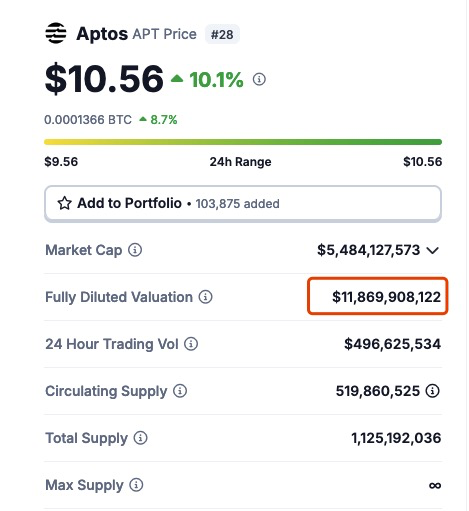 Aptos APT Price #28
$10.56 ▲ 10.1%
0.0001366 BTC ▲ 8.7%
$9.56 24h Range $10.56
Add to Portfolio • 103,875 added
Market Cap $5,484,127,573
Fully Diluted Valuation $11,869,908,122
24 Hour Trading Vol $496,625,534
Circulating Supply 519,860,525
Total Supply 1,125,192,036
Max Supply ∞